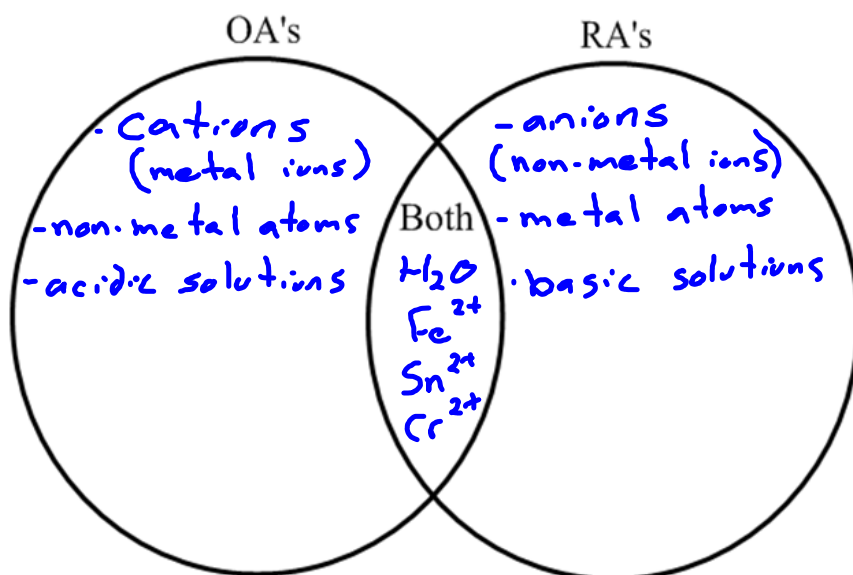 OA's
- Cations
(metal ions)
-non-metal atoms
-acidic solutions
Both
H₂O
Fe²⁺
Sn²⁺
Cr²⁺
RA's
-anions
(non-metal ions)
- metal atoms
-basic solutions